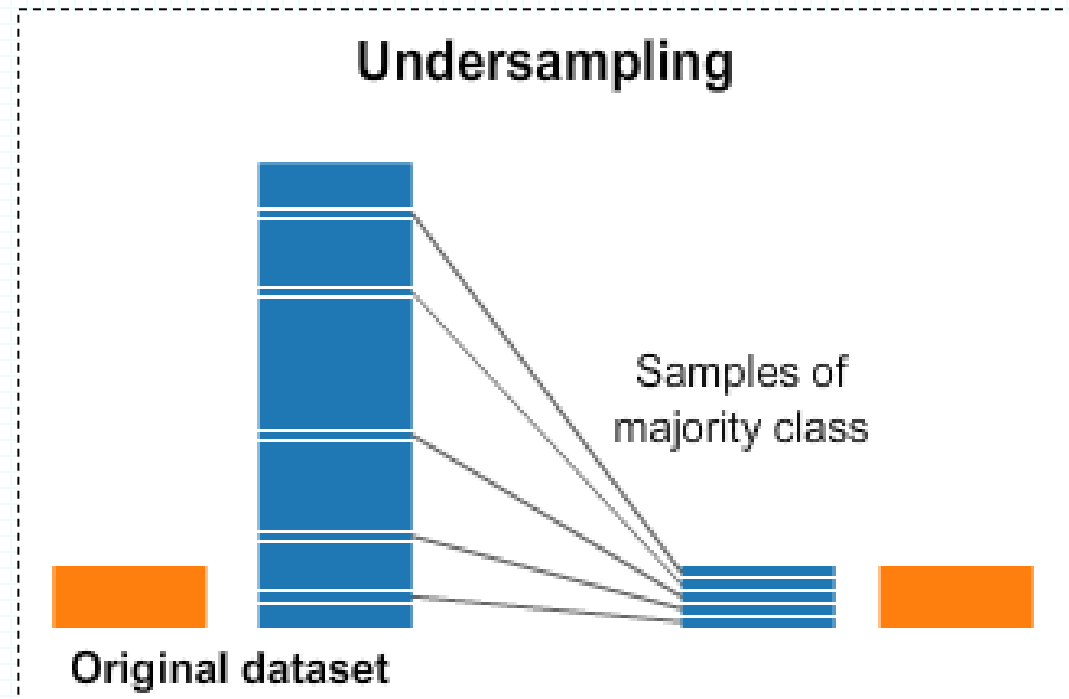 Undersampling
Samples of
majority class
Original dataset